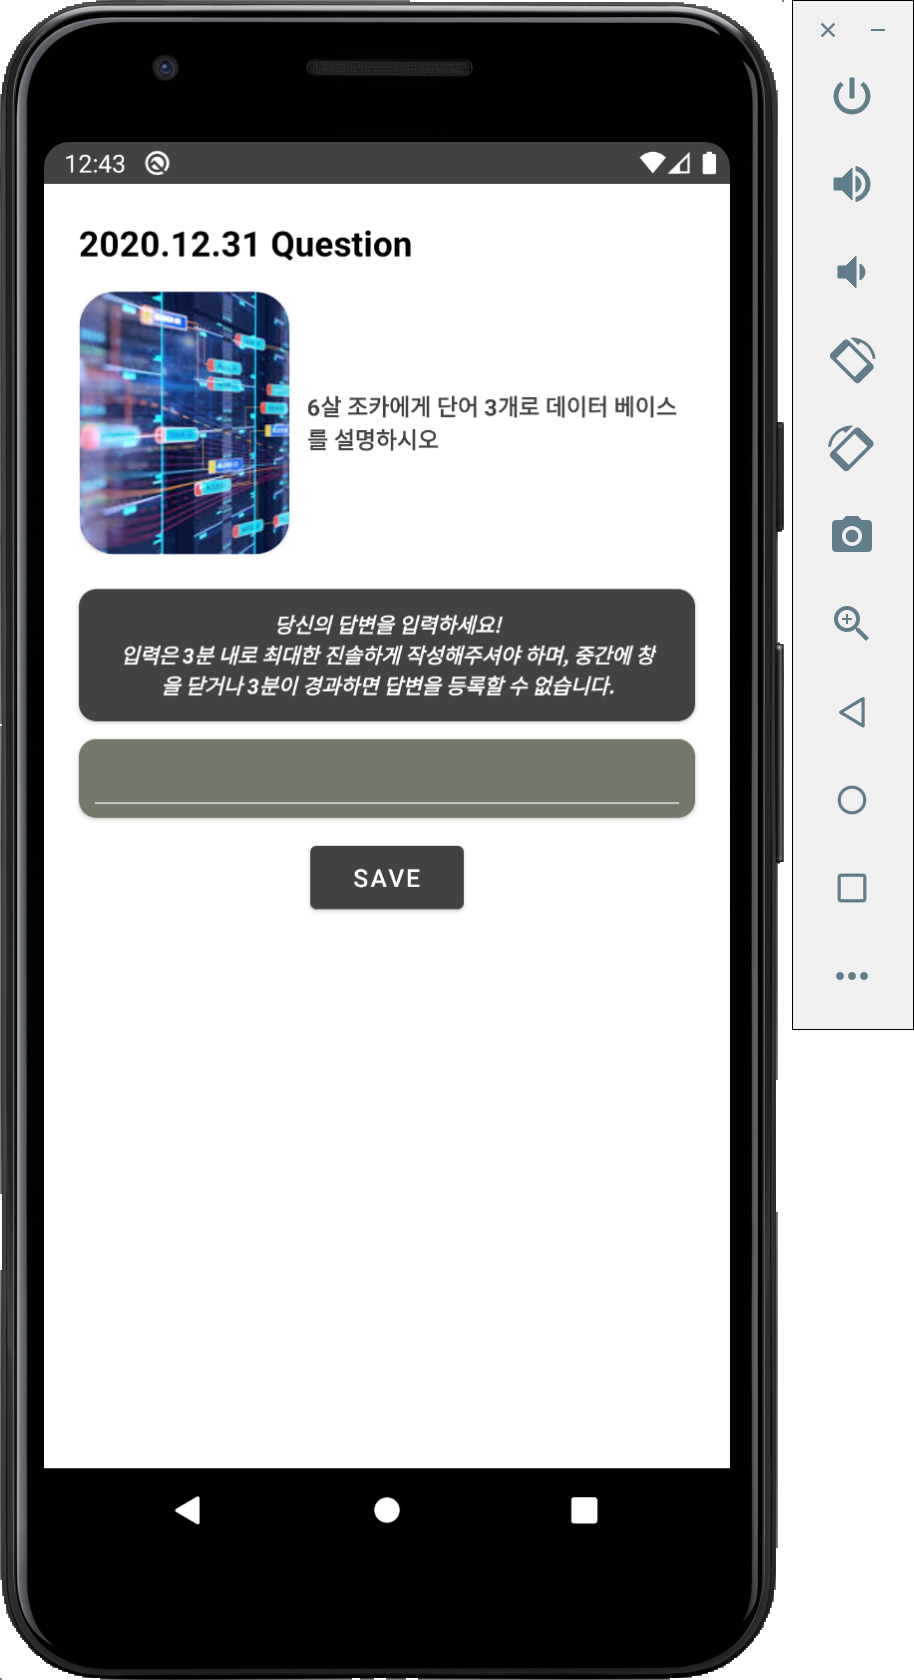 12:43
2020.12.31 Question
6살 조카에게 단어 3개로 데이터 베이스
를 설명하시오
당신의 답변을 입력하세요!
입력은 3분 내로 최대한 진솔하게 작성해주셔야 하며, 중간에 창
을 닫거나 3분이 경과하면 답변을 등록할 수 없습니다.
SAVE